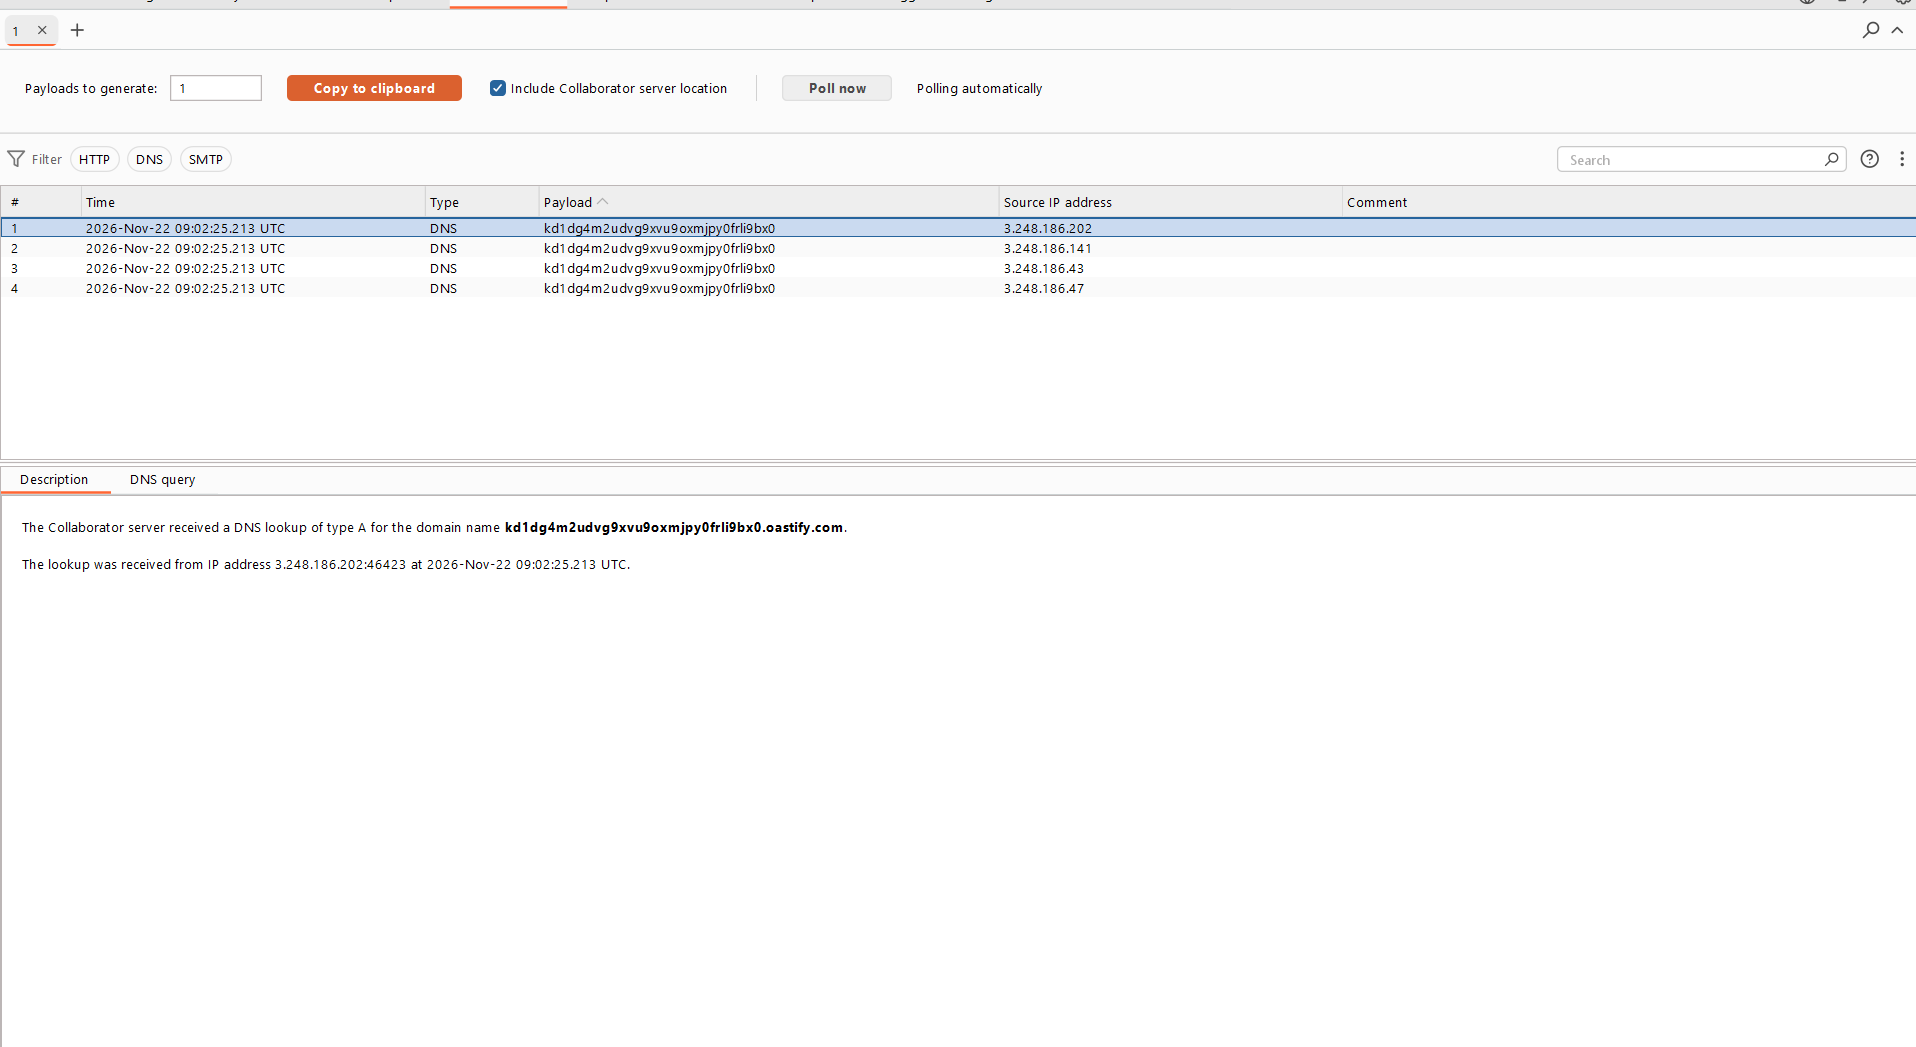 1
Payloads to generate: 1 Copy to clipboard Include Collaborator server location Poll now Polling automatically
Filter HTTP DNS SMTP Search
# Time Type Payload Source IP address Comment
1 2026-Nov-22 09:02:25.213 UTC DNS kd1dg4m2udvg9xvu9oxmjpy0frli9bx0 3.248.186.202
2 2026-Nov-22 09:02:25.213 UTC DNS kd1dg4m2udvg9xvu9oxmjpy0frli9bx0 3.248.186.141
3 2026-Nov-22 09:02:25.213 UTC DNS kd1dg4m2udvg9xvu9oxmjpy0frli9bx0 3.248.186.43
4 2026-Nov-22 09:02:25.213 UTC DNS kd1dg4m2udvg9xvu9oxmjpy0frli9bx0 3.248.186.47
Description DNS query
The Collaborator server received a DNS lookup of type A for the domain name kd1dg4m2udvg9xvu9oxmjpy0frli9bx0.oastify.com.
The lookup was received from IP address 3.248.186.202:46423 at 2026-Nov-22 09:02:25.213 UTC.